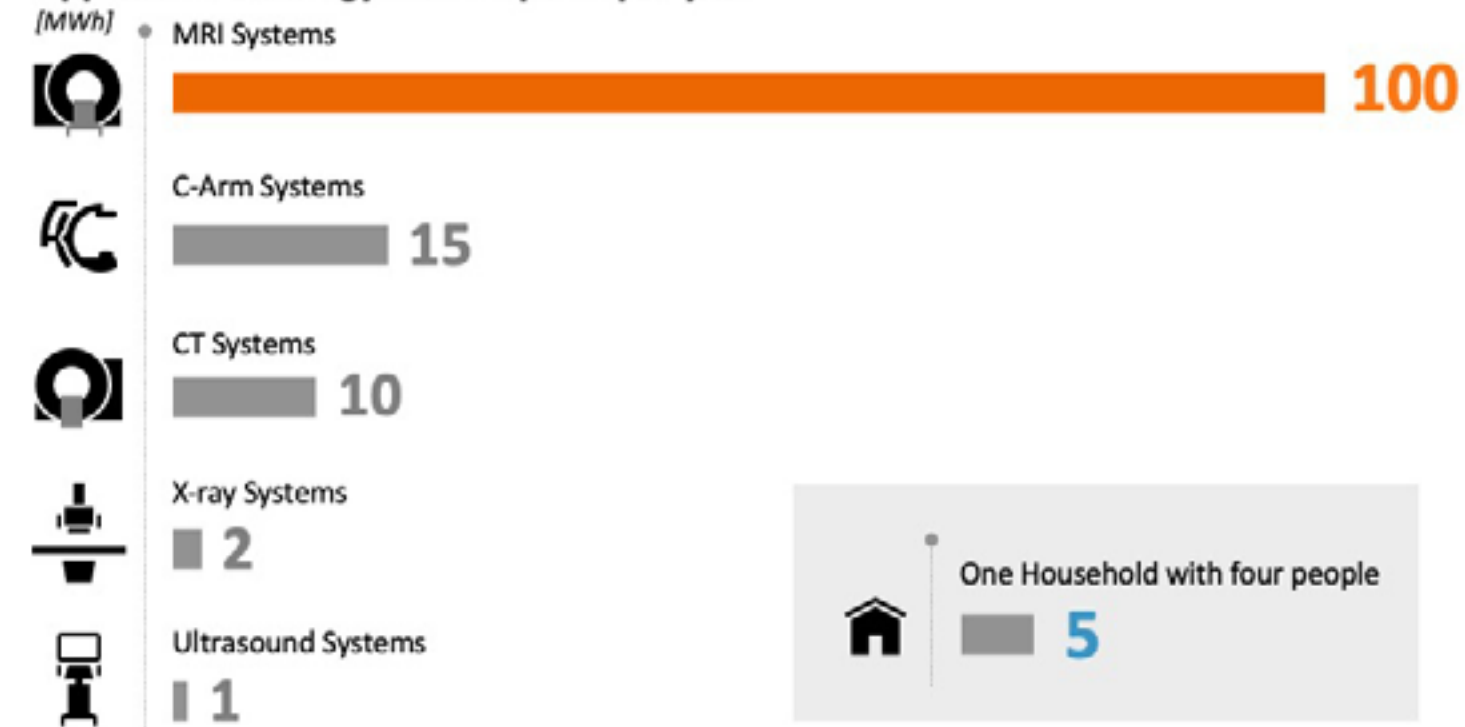 [MWh]
MRI Systems
100
C-Arm Systems
15
CT Systems
10
X-ray Systems
2
One Household with four people
5
Ultrasound Systems
1